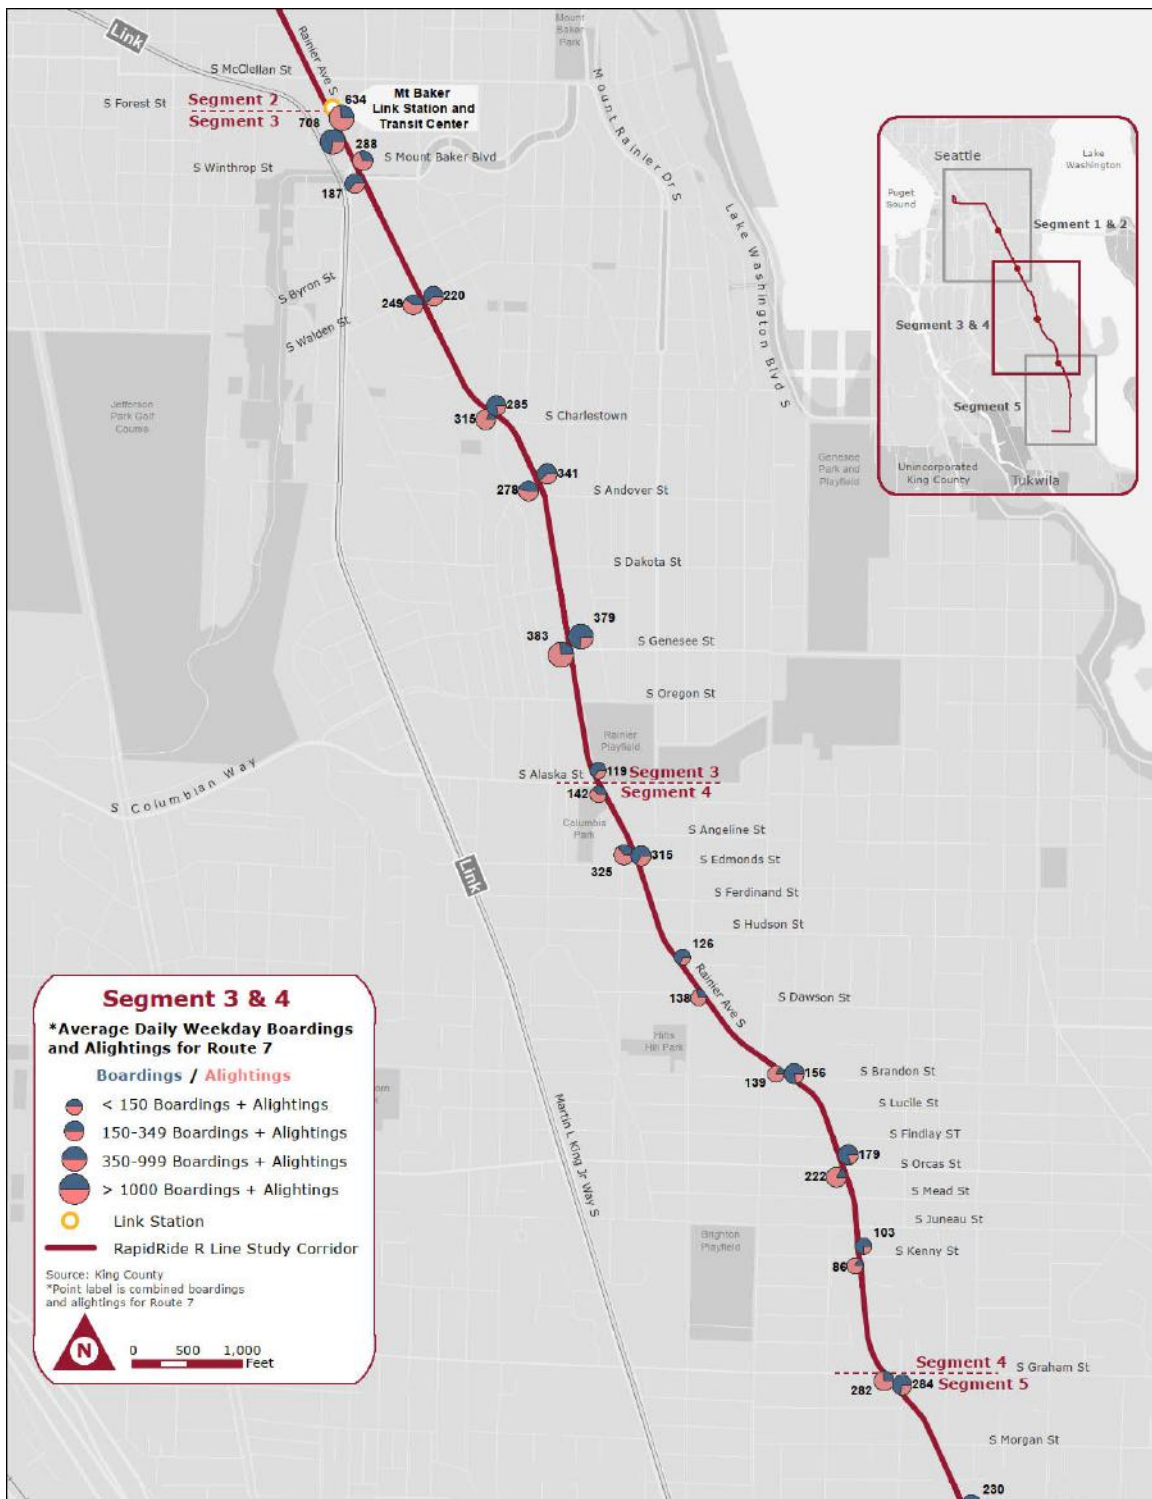 Link
Rainier Ave S
S McClellan St
Mount
Baker
Park
Segment 2
634
Mt Baker
Link Station and
Transit Center
S Forest St
Segment 3
708
288
S Mount Baker Blvd
S Winthrop St
187
Mount Rainier Dr S
Lake Washington Blvd S
S Byron St
249
220
S Walden St
Jefferson
Park Golf
Course
285
315
S Charlestown
341
278
S Andover St
Genesee
Park and
Playfield
S Dakota St
379
383
S Genesee St
S Oregon St
Rainier
Playfield
S Alaska St
119
Segment 3
142
Segment 4
S Columbian Way
Columbia
Park
S Angeline St
315
S Edmonds St
325
Link
S Ferdinand St
S Hudson St
126
Rainier Ave S
138
S Dawson St
Hitts
Hill Park
139
156
S Brandon St
S Lucile St
Martin L King Jr Way S
S Findlay ST
179
S Orcas St
222
S Mead St
S Juneau St
103
S Kenny St
86
Brighton
Playfield
Segment 4
S Graham St
282
284
Segment 5
S Morgan St
230
Seattle
Lake
Washington
Puget
Sound
Segment 1 & 2
Segment 3 & 4
Segment 5
Unincorporated
King County
Tukwila
Segment 3 & 4
*Average Daily Weekday Boardings
and Alightings for Route 7
Boardings / Alightings
< 150 Boardings + Alightings
150-349 Boardings + Alightings
350-999 Boardings + Alightings
> 1000 Boardings + Alightings
Link Station
RapidRide R Line Study Corridor
Source: King County
*Point label is combined boardings
and alightings for Route 7
N
0 500 1,000
Feet